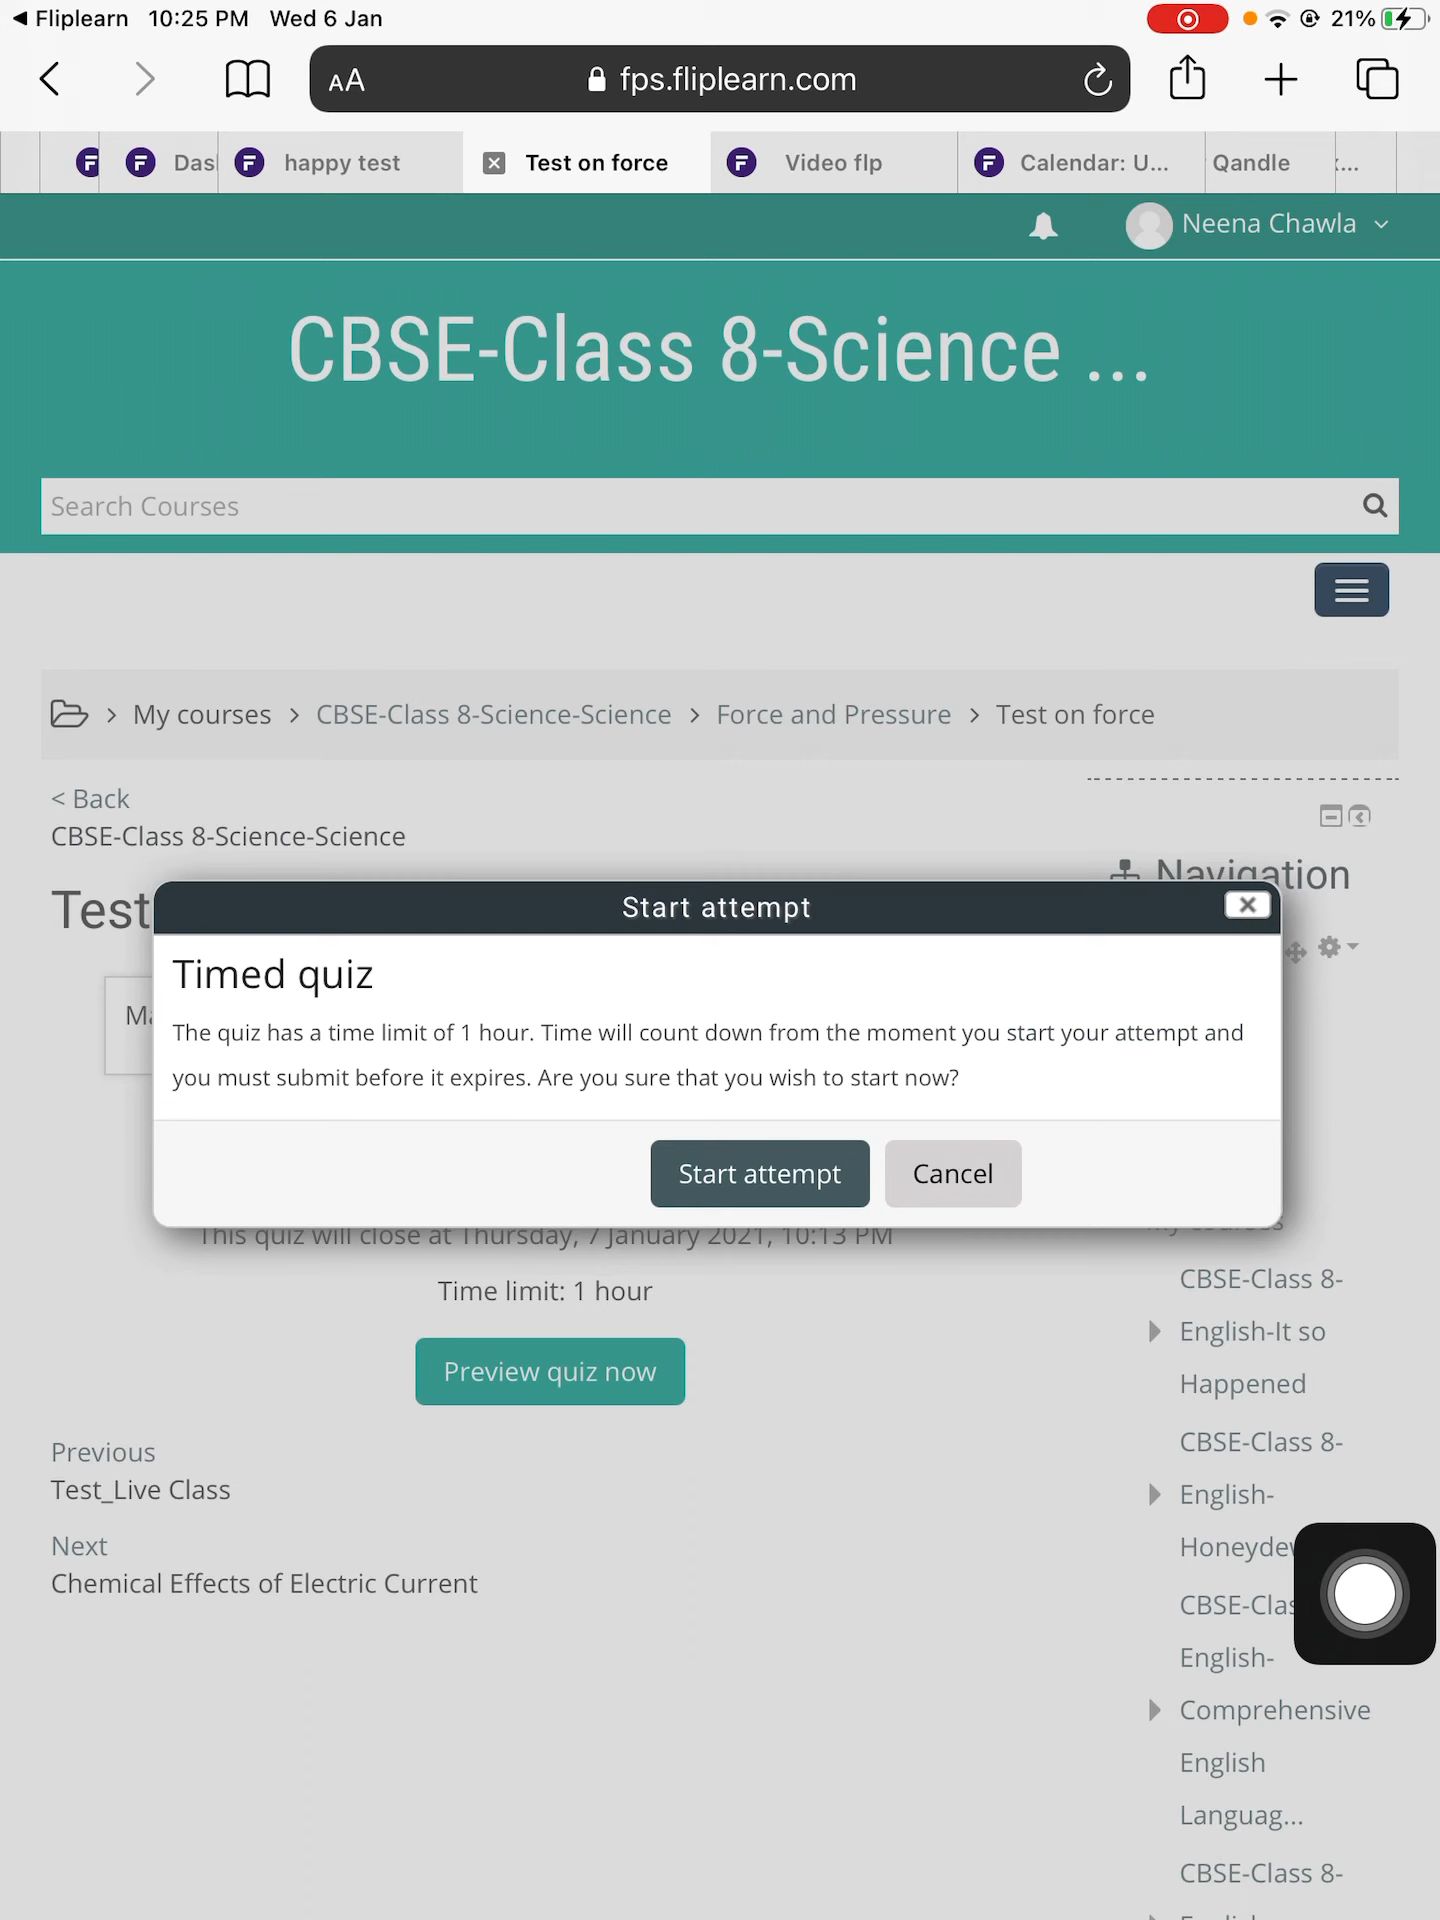 Fliplearn 10:25 PM Wed 6 Jan 21%
AA fps.fliplearn.com
Das happy test Test on force Video flp Calendar: U... Qandle ...
Neena Chawla
CBSE-Class 8-Science ...
Search Courses
My courses > CBSE-Class 8-Science-Science > Force and Pressure > Test on force
< Back
CBSE-Class 8-Science-Science
Navigation
Test
Start attempt
Timed quiz
The quiz has a time limit of 1 hour. Time will count down from the moment you start your attempt and
you must submit before it expires. Are you sure that you wish to start now?
Start attempt Cancel
This quiz will close at Thursday, 7 January 2021, 10:13 PM
Time limit: 1 hour
Preview quiz now
Previous
Test_Live Class
Next
Chemical Effects of Electric Current
My courses
CBSE-Class 8-
English-It so
Happened
CBSE-Class 8-
English-
Honeydew
CBSE-Clas
English-
Comprehensive
English
Languag...
CBSE-Class 8-